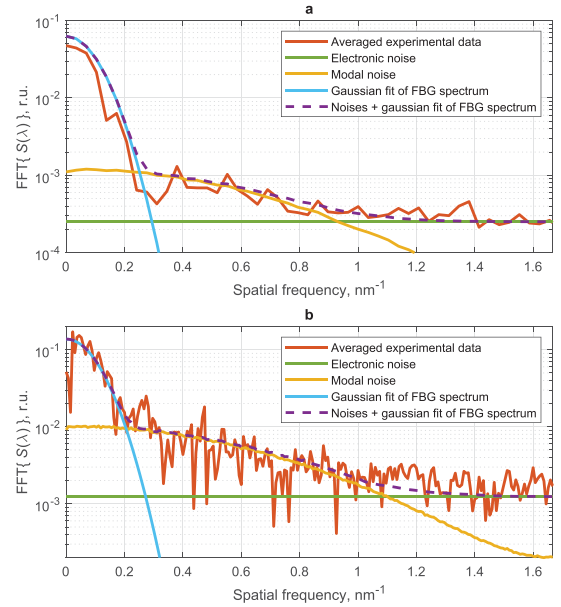 a
10^-1
10^-2
10^-3
10^-4
FFT{ S(λ) }, r.u.
Averaged experimental data
Electronic noise
Modal noise
Gaussian fit of FBG spectrum
Noises + gaussian fit of FBG spectrum
0 0.2 0.4 0.6 0.8 1 1.2 1.4 1.6
Spatial frequency, nm^-1
b
10^-1
10^-2
10^-3
FFT{ S(λ) }, r.u.
Averaged experimental data
Electronic noise
Modal noise
Gaussian fit of FBG spectrum
Noises + gaussian fit of FBG spectrum
0 0.2 0.4 0.6 0.8 1 1.2 1.4 1.6
Spatial frequency, nm^-1